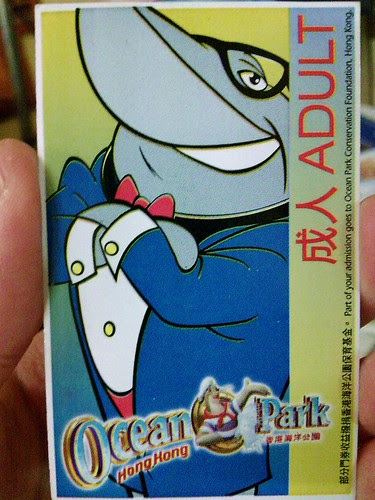 成人 ADULT
部分門券收益撥捐香港海洋公園保育基金。 Part of your admission goes to Ocean Park Conservation Foundation, Hong Kong.
Ocean Park
Hong Kong
香港海洋公園